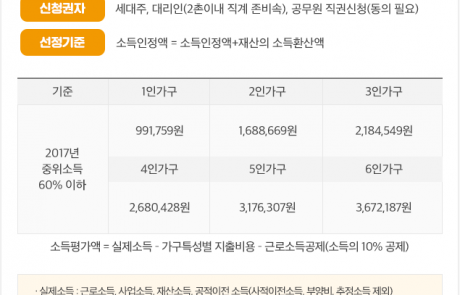 신청권자 세대주, 대리인(2촌이내 직계 존비속), 공무원 직권신청(동의 필요)
선정기준 소득인정액 = 소득인정액+재산의 소득환산액
기준 1인가구 2인가구 3인가구
2017년 중위소득 60% 이하
991,759원 1,688,669원 2,184,549원
4인가구 5인가구 6인가구
2,680,428원 3,176,307원 3,672,187원
소득평가액 = 실제소득 - 가구특성별 지출비용 - 근로소득공제(소득의 10% 공제)
· 실제소득 : 근로소득, 사업소득, 재산소득, 공적이전 소득(사적이전소득, 부양비, 추정소득 제외)